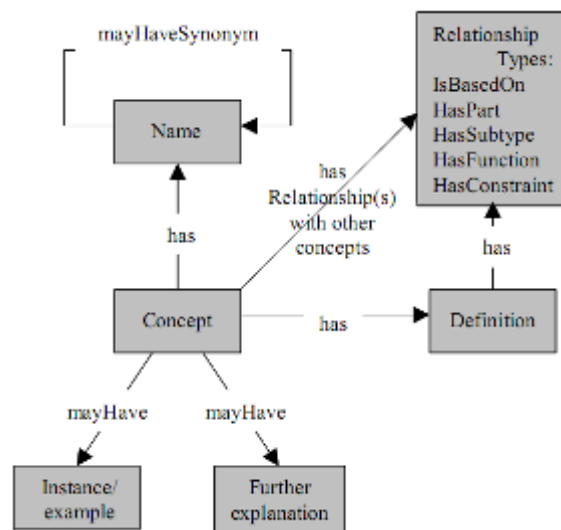 mayHaveSynonym
Name
Relationship
Types:
IsBasedOn
HasPart
HasSubtype
HasFunction
HasConstraint
has
Relationship(s)
with other
concepts
has
has
Concept
has
Definition
mayHave
mayHave
Instance/
example
Further
explanation